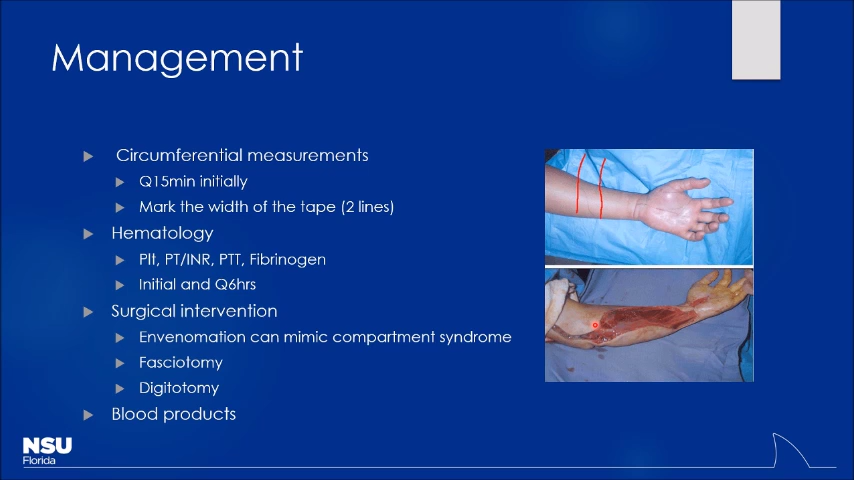 Management
Circumferential measurements
Q15min initially
Mark the width of the tape (2 lines)
Hematology
Plt, PT/INR, PTT, Fibrinogen
Initial and Q6hrs
Surgical intervention
Envenomation can mimic compartment syndrome
Fasciotomy
Digitotomy
Blood products
NSU
Florida